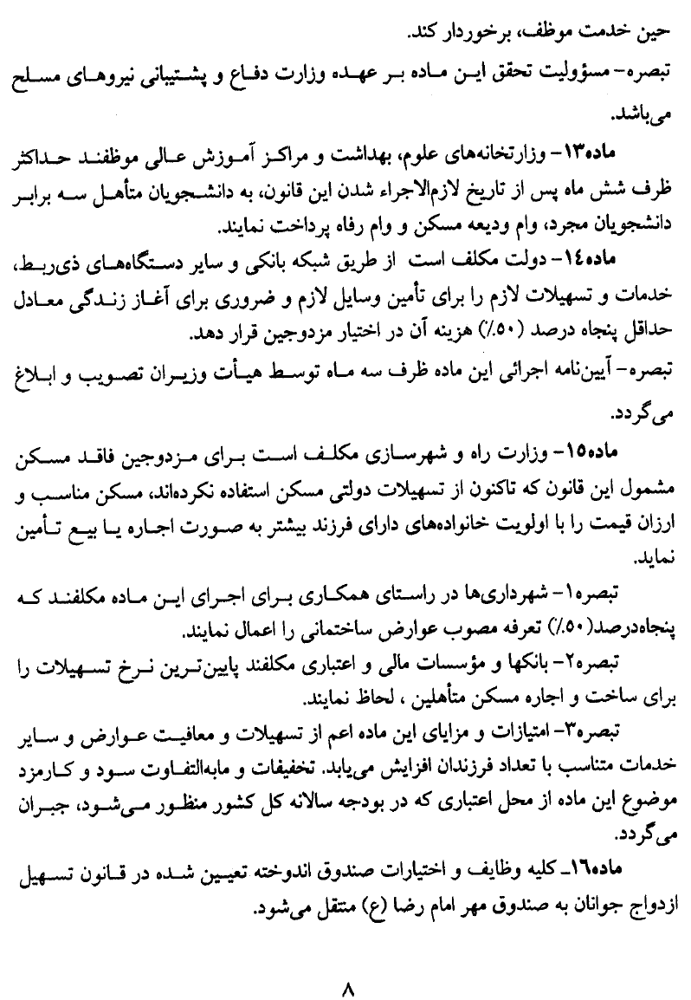 حین خدمت موظف، برخوردار کند.
تبصره- مسؤولیت تحقق این ماده بر عهده وزارت دفاع و پشتیبانی نیروهای مسلح
می‌باشد.
ماده۱۳- وزارتخانه‌های علوم، بهداشت و مراکز آموزش عالی موظفند حداکثر
ظرف شش ماه پس از تاریخ لازم‌الاجراء شدن این قانون، به دانشجویان متأهل سه برابر
دانشجویان مجرد، وام ودیعه مسکن و وام رفاه پرداخت نمایند.
ماده۱٤- دولت مکلف است از طریق شبکه بانکی و سایر دستگاه‌های ذی‌ربط،
خدمات و تسهیلات لازم را برای تأمین وسایل لازم و ضروری برای آغاز زندگی معادل
حداقل پنجاه درصد (۵۰٪) هزینه آن در اختیار مزدوجین قرار دهد.
تبصره- آیین‌نامه اجرائی این ماده ظرف سه ماه توسط هیأت وزیران تصویب و ابلاغ
می‌گردد.
ماده۱۵- وزارت راه و شهرسازی مکلف است برای مزدوجین فاقد مسکن
مشمول این قانون که تاکنون از تسهیلات دولتی مسکن استفاده نکرده‌اند، مسکن مناسب و
ارزان قیمت را با اولویت خانواده‌های دارای فرزند بیشتر به صورت اجاره یا بیع تأمین
نماید.
تبصره۱- شهرداری‌ها در راستای همکاری برای اجرای این ماده مکلفند که
پنجاه‌درصد(۵۰٪) تعرفه مصوب عوارض ساختمانی را اعمال نمایند.
تبصره۲- بانکها و مؤسسات مالی و اعتباری مکلفند پایین‌ترین نرخ تسهیلات را
برای ساخت و اجاره مسکن متأهلین ، لحاظ نمایند.
تبصره۳- امتیازات و مزایای این ماده اعم از تسهیلات و معافیت عوارض و سایر
خدمات متناسب با تعداد فرزندان افزایش می‌یابد. تخفیفات و مابه‌التفاوت سود و کارمزد
موضوع این ماده از محل اعتباری که در بودجه سالانه کل کشور منظور می‌شود، جبران
می‌گردد.
ماده۱٦ـ کلیه وظایف و اختیارات صندوق اندوخته تعیین شده در قانون تسهیل
ازدواج جوانان به صندوق مهر امام رضا (ع) منتقل می‌شود.
۸